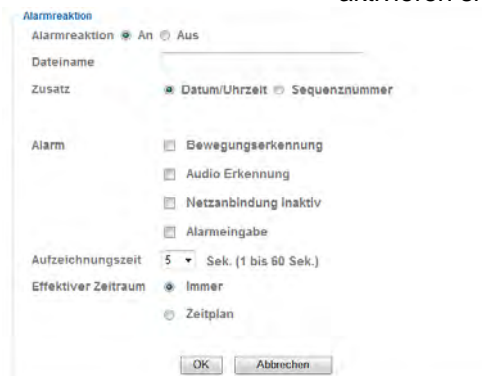 Alarmreaktion
Alarmreaktion An Aus
Dateiname
Zusatz Datum/Uhrzeit Sequenznummer
Alarm Bewegungserkennung
Audio Erkennung
Netzanbindung inaktiv
Alarmeingabe
Aufzeichnungszeit 5 Sek. (1 bis 60 Sek.)
Effektiver Zeitraum Immer
Zeitplan
OK Abbrechen